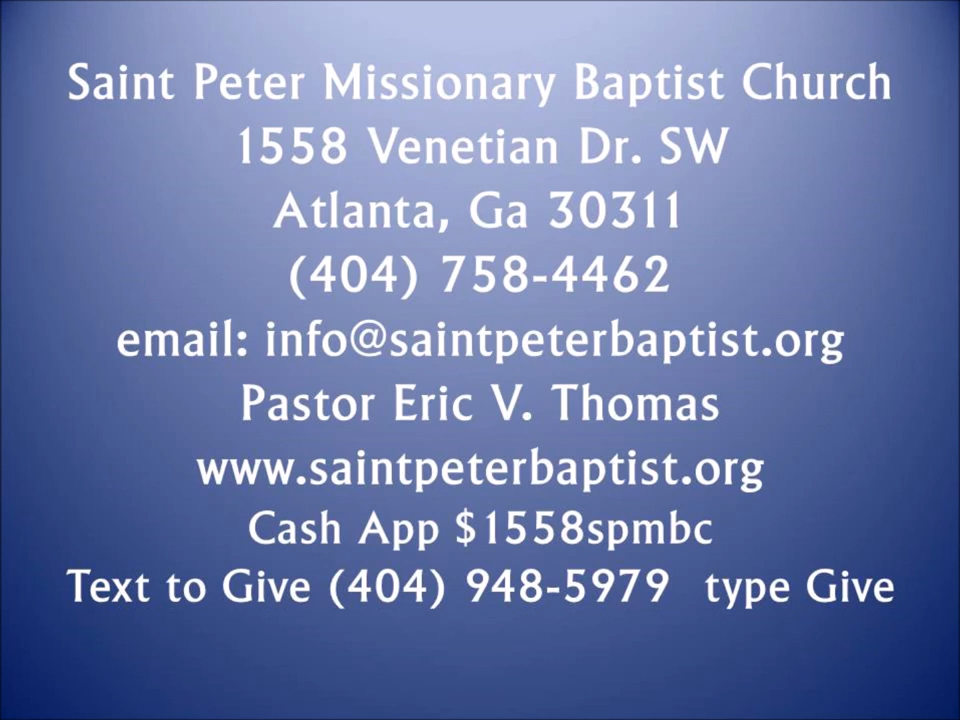 Saint Peter Missionary Baptist Church
1558 Venetian Dr. SW
Atlanta, Ga 30311
(404) 758-4462
email: info@saintpeterbaptist.org
Pastor Eric V. Thomas
www.saintpeterbaptist.org
Cash App $1558spmbc
Text to Give (404) 948-5979 type Give